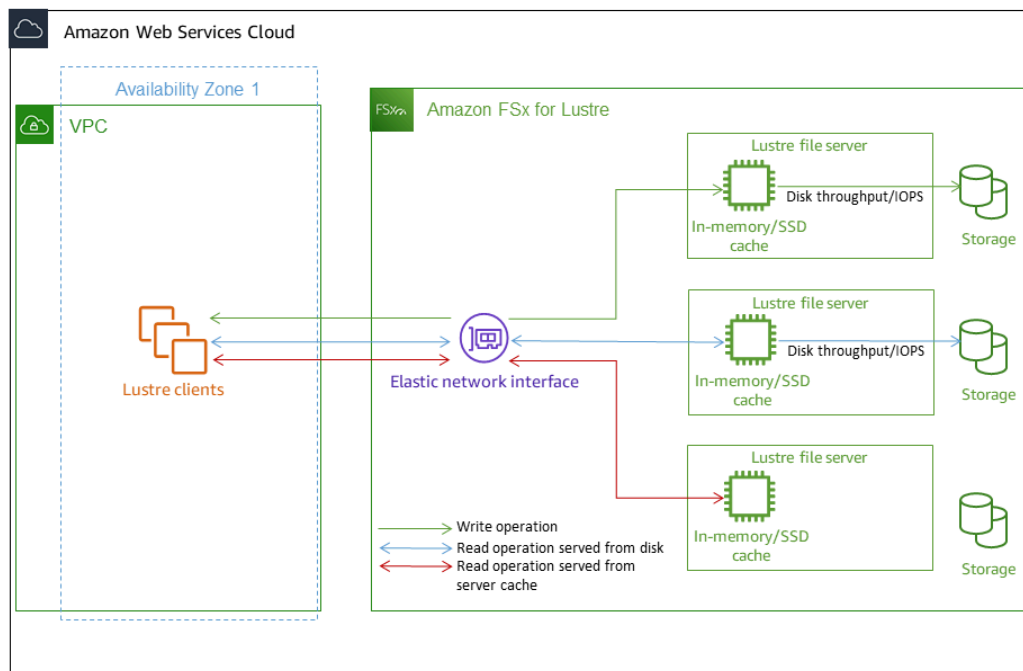 Amazon Web Services Cloud
Availability Zone 1
VPC
FSx
Amazon FSx for Lustre
Lustre file server
Disk throughput/IOPS
In-memory/SSD
cache
Storage
Lustre file server
Disk throughput/IOPS
In-memory/SSD
cache
Storage
Lustre clients
Elastic network interface
Lustre file server
In-memory/SSD
cache
Storage
Write operation
Read operation served from disk
Read operation served from
server cache